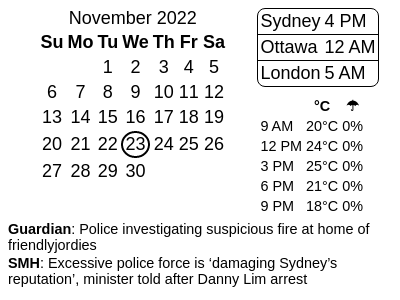 November 2022
Su Mo Tu We Th Fr Sa
1 2 3 4 5
6 7 8 9 10 11 12
13 14 15 16 17 18 19
20 21 22 23 24 25 26
27 28 29 30
Sydney 4 PM
Ottawa 12 AM
London 5 AM
°C ☂
9 AM 20°C 0%
12 PM 24°C 0%
3 PM 25°C 0%
6 PM 21°C 0%
9 PM 18°C 0%
Guardian: Police investigating suspicious fire at home of
friendlyjordies
SMH: Excessive police force is ‘damaging Sydney’s
reputation’, minister told after Danny Lim arrest